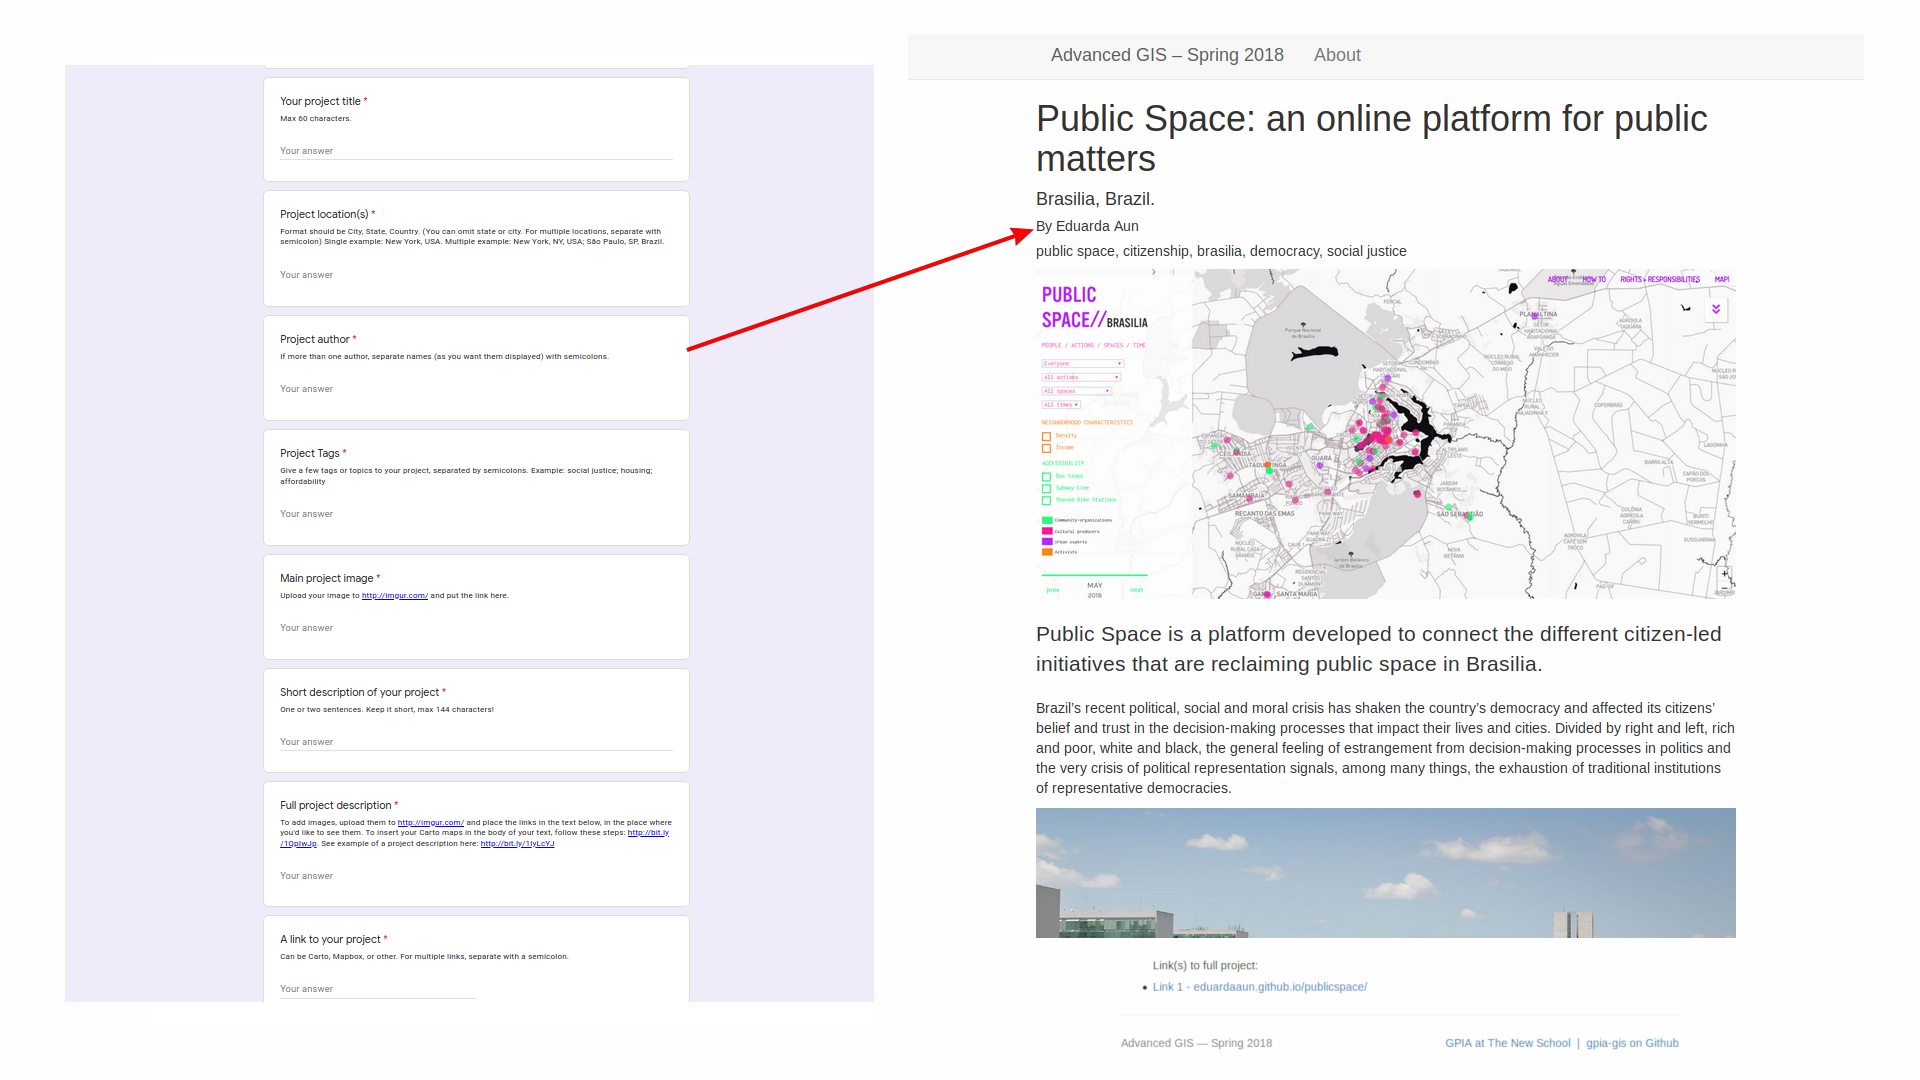 Your project title *
Max 60 characters.
Your answer
Project location(s) *
Format should be City, State, Country. (You can omit state or city. For multiple locations, separate with
semicolon) Single example: New York, USA. Multiple example: New York, NY, USA; São Paulo, SP, Brazil.
Your answer
Project author *
If more than one author, separate names (as you want them displayed) with semicolons.
Your answer
Project Tags *
Give a few tags or topics to your project, separated by semicolons. Example: social justice; housing;
affordability
Your answer
Main project image *
Upload your image to http://imgur.com/ and put the link here.
Your answer
Short description of your project *
One or two sentences. Keep it short, max 144 characters!
Your answer
Full project description *
To add images, upload them to http://imgur.com/ and place the links in the text below, in the place where
you'd like to see them. To insert your Carto maps in the body of your text, follow these steps: http://bit.ly
/1QpIwJp. See example of a project description here: http://bit.ly/1IyLcYJ
Your answer
A link to your project *
Can be Carto, Mapbox, or other. For multiple links, separate with a semicolon.
Your answer
Advanced GIS – Spring 2018 About
Public Space: an online platform for public
matters
Brasilia, Brazil.
By Eduarda Aun
public space, citizenship, brasilia, democracy, social justice
ABOUT HOW TO RIGHTS + RESPONSIBILITIES MAP!
PUBLIC
SPACE//BRASILIA
PEOPLE / ACTIONS / SPACES / TIME
Everyone
All actions
All spaces
All times
NEIGHBORHOOD CHARACTERISTICS
Density
Income
ACCESSIBILITY
Bus Stops
Subway Line
Shared Bike Stations
Community-organizations
Cultural producers
Urban experts
Activists
prev MAY 2018 next
Parque Nacional
de Brasília
PLANALTINA
CEILÂNDIA
TAGUATINGA
GUARÁ
SAMAMBAIA
RECANTO DAS EMAS
PARK WAY
SÃO SEBASTIÃO
Jardim Botânico
de Brasília
SANTA MARIA
Public Space is a platform developed to connect the different citizen-led
initiatives that are reclaiming public space in Brasilia.
Brazil’s recent political, social and moral crisis has shaken the country’s democracy and affected its citizens’
belief and trust in the decision-making processes that impact their lives and cities. Divided by right and left, rich
and poor, white and black, the general feeling of estrangement from decision-making processes in politics and
the very crisis of political representation signals, among many things, the exhaustion of traditional institutions
of representative democracies.
Link(s) to full project:
Link 1 - eduardaaun.github.io/publicspace/
Advanced GIS — Spring 2018
GPIA at The New School | gpia-gis on Github